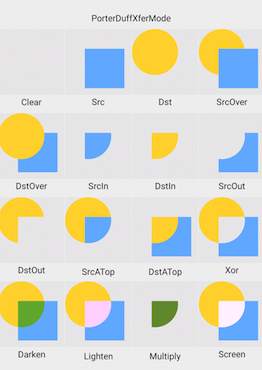 PorterDuffXferMode
Clear Src Dst SrcOver
DstOver SrcIn DstIn SrcOut
DstOut SrcATop DstATop Xor
Darken Lighten Multiply Screen